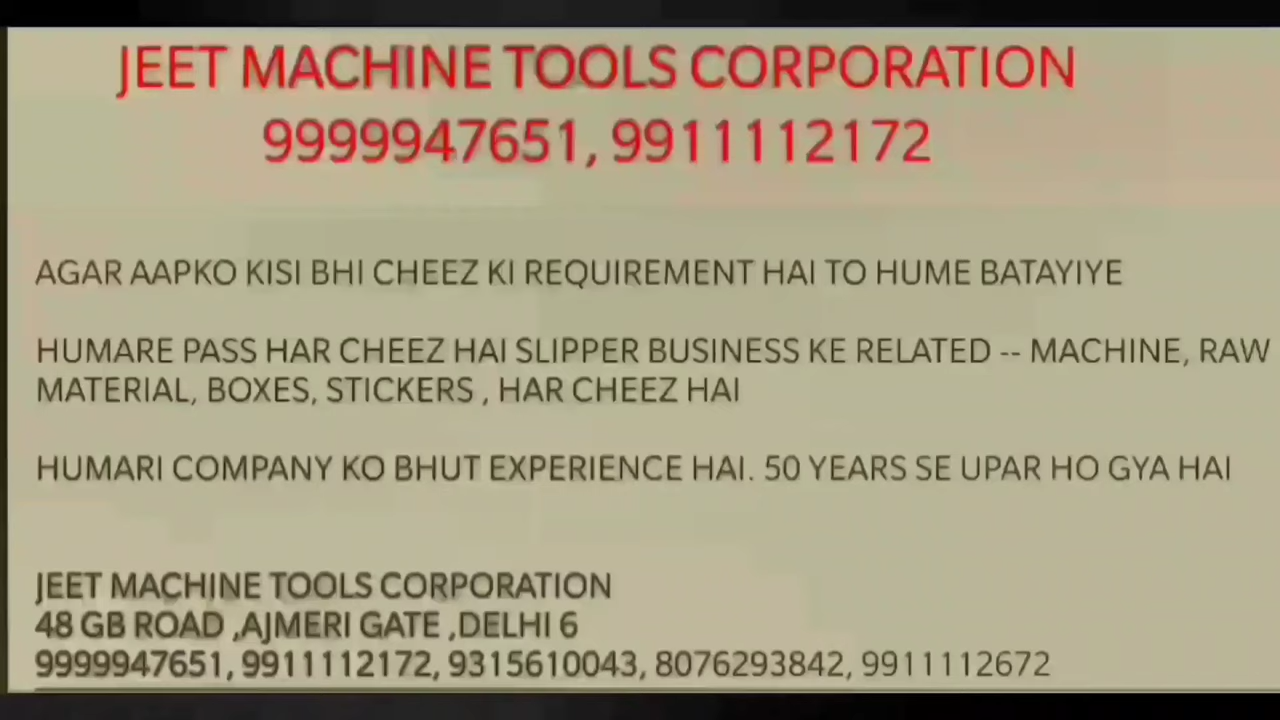 JEET MACHINE TOOLS CORPORATION
9999947651, 9911112172
AGAR AAPKO KISI BHI CHEEZ KI REQUIREMENT HAI TO HUME BATAYIYE
HUMARE PASS HAR CHEEZ HAI SLIPPER BUSINESS KE RELATED -- MACHINE, RAW
MATERIAL, BOXES, STICKERS , HAR CHEEZ HAI
HUMARI COMPANY KO BHUT EXPERIENCE HAI. 50 YEARS SE UPAR HO GYA HAI
JEET MACHINE TOOLS CORPORATION
48 GB ROAD ,AJMERI GATE ,DELHI 6
9999947651, 9911112172, 9315610043, 8076293842, 9911112672